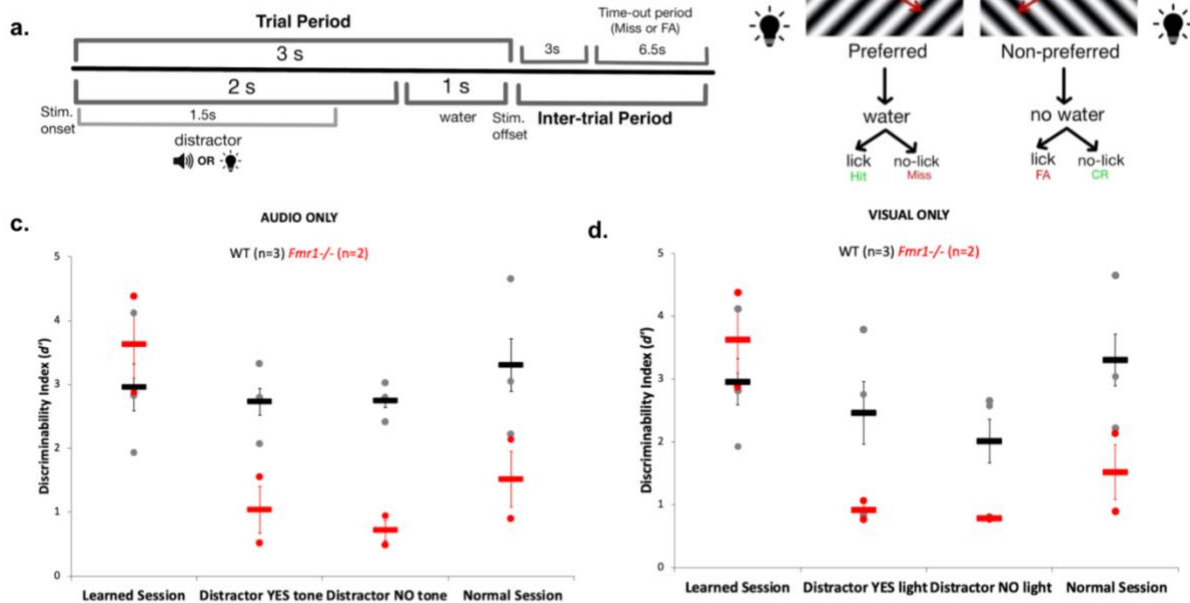 a.
Trial Period
3 s
Time-out period
(Miss or FA)
3s
6.5s
2 s
1 s
Stim.
onset
1.5s
water
Stim.
offset
Inter-trial Period
distractor
OR
Preferred
Non-preferred
water
no water
lick
no-lick
lick
no-lick
Hit
Miss
FA
CR
c.
AUDIO ONLY
WT (n=3) Fmr1-/- (n=2)
Discriminability Index (d')
5
4
3
2
1
0
Learned Session Distractor YES tone Distractor NO tone Normal Session
d.
VISUAL ONLY
WT (n=3) Fmr1-/- (n=2)
Discriminability Index (d')
5
4
3
2
1
0
Learned Session Distractor YES light Distractor NO light Normal Session